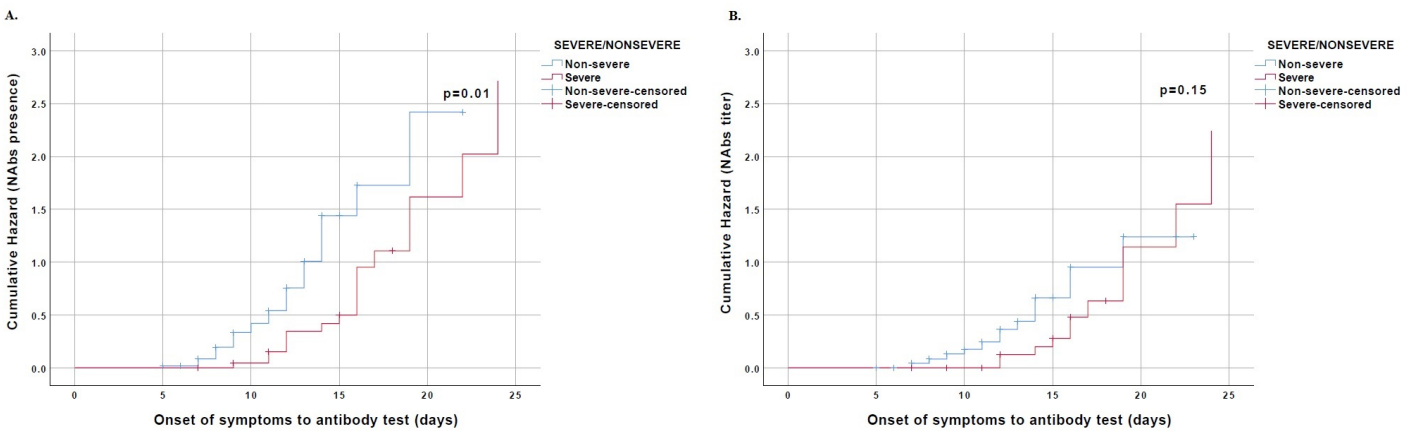 A.
Cumulative Hazard (NAbs presence)
3.0
2.5
2.0
1.5
1.0
0.5
0.0
0 5 10 15 20 25
Onset of symptoms to antibody test (days)
p=0.01
SEVERE/NONSEVERE
Non-severe
Severe
Non-severe-censored
Severe-censored
B.
Cumulative Hazard (NAbs titer)
3.0
2.5
2.0
1.5
1.0
0.5
0.0
0 5 10 15 20 25
Onset of symptoms to antibody test (days)
p=0.15
SEVERE/NONSEVERE
Non-severe
Severe
Non-severe-censored
Severe-censored